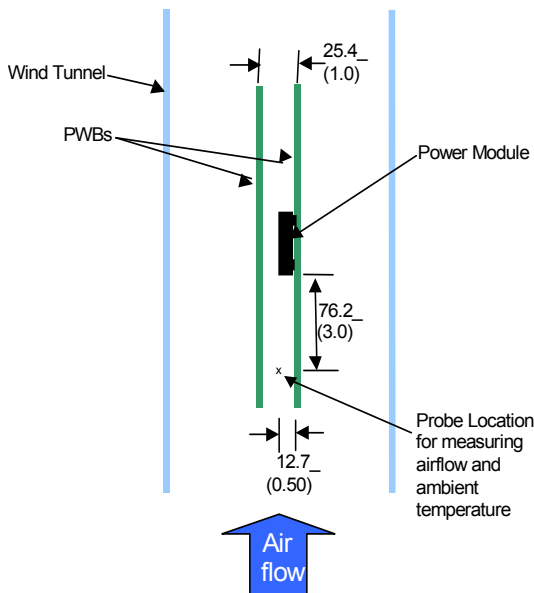 25.4_
(1.0)
Wind Tunnel
PWBs
Power Module
76.2_
(3.0)
x
Probe Location
for measuring
airflow and
ambient
temperature
12.7_
(0.50)
Air
flow